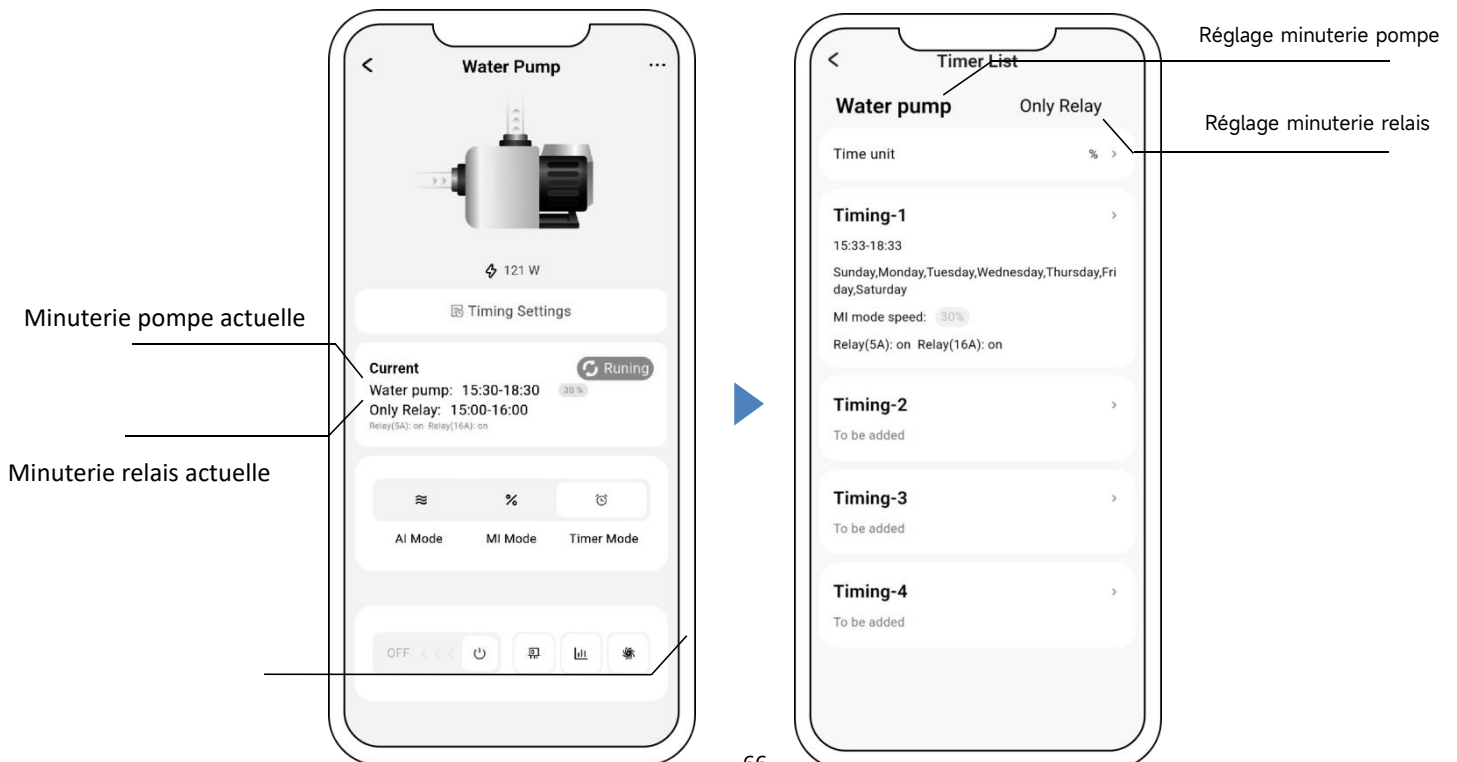 Water Pump
...
121 W
Timing Settings
Minuterie pompe actuelle
Current
Runing
Water pump: 15:30-18:30 30 %
Only Relay: 15:00-16:00
Relay(5A): on Relay(16A): on
Minuterie relais actuelle
AI Mode MI Mode Timer Mode
OFF
Timer List
Réglage minuterie pompe
Water pump Only Relay
Réglage minuterie relais
Time unit %
Timing-1
15:33-18:33
Sunday,Monday,Tuesday,Wednesday,Thursday,Fri
day,Saturday
MI mode speed: 30%
Relay(5A): on Relay(16A): on
Timing-2
To be added
Timing-3
To be added
Timing-4
To be added
66